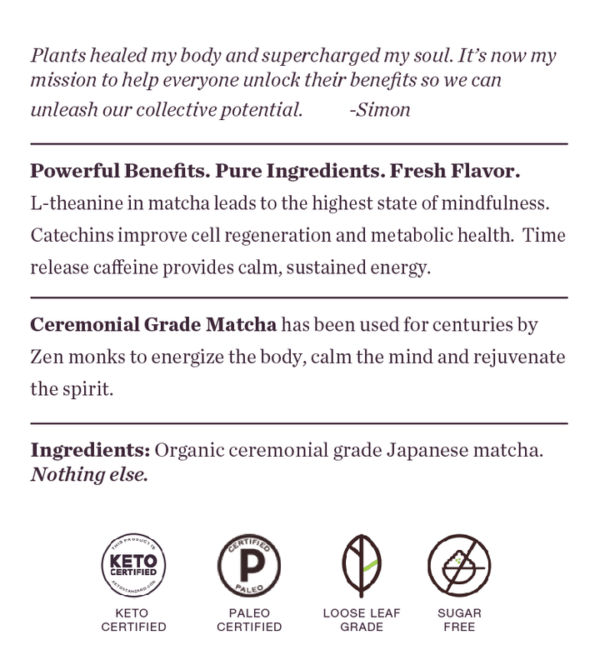 Plants healed my body and supercharged my soul. It's now my
mission to help everyone unlock their benefits so we can
unleash our collective potential. -Simon
Powerful Benefits. Pure Ingredients. Fresh Flavor.
L-theanine in matcha leads to the highest state of mindfulness.
Catechins improve cell regeneration and metabolic health. Time
release caffeine provides calm, sustained energy.
Ceremonial Grade Matcha has been used for centuries by
Zen monks to energize the body, calm the mind and rejuvenate
the spirit.
Ingredients: Organic ceremonial grade Japanese matcha.
Nothing else.
THIS PRODUCT IS
KETO
CERTIFIED
CERTIFIED
P
PALEO
KETO
CERTIFIED
PALEO
CERTIFIED
LOOSE LEAF
GRADE
SUGAR
FREE